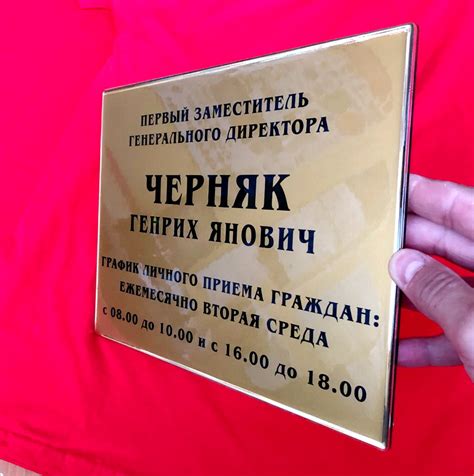 ПЕРВЫЙ ЗАМЕСТИТЕЛЬ
ГЕНЕРАЛЬНОГО ДИРЕКТОРА
ЧЕРНЯК
ГЕНРИХ ЯНОВИЧ
ГРАФИК ЛИЧНОГО ПРИЕМА ГРАЖДАН:
ЕЖЕМЕСЯЧНО ВТОРАЯ СРЕДА
с 08.00 до 10.00 и с 16.00 до 18.00